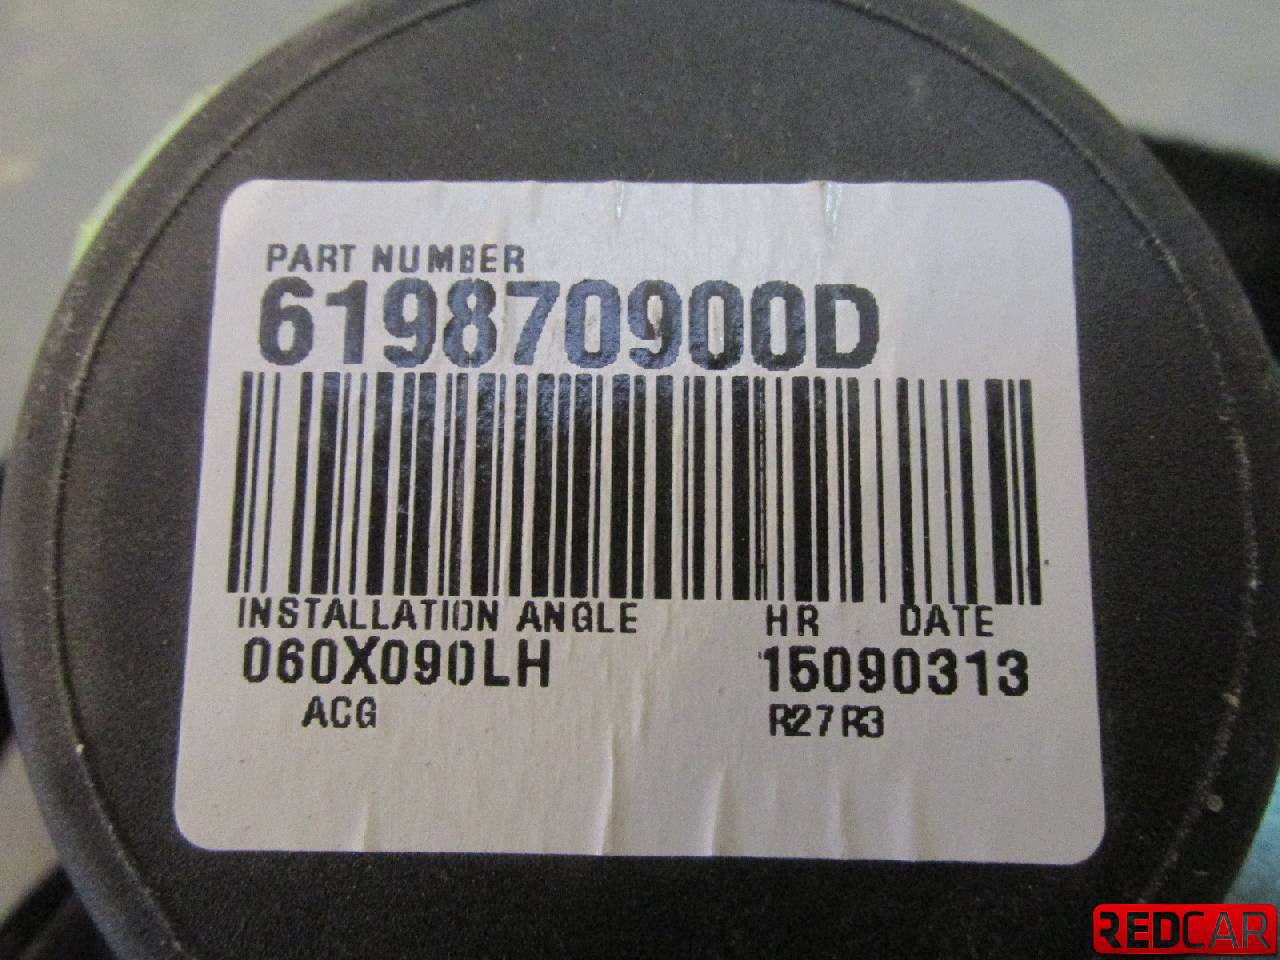 PART NUMBER
619870900D
INSTALLATION ANGLE HR DATE
060X090LH 15090313
ACG R27R3
REDCAR